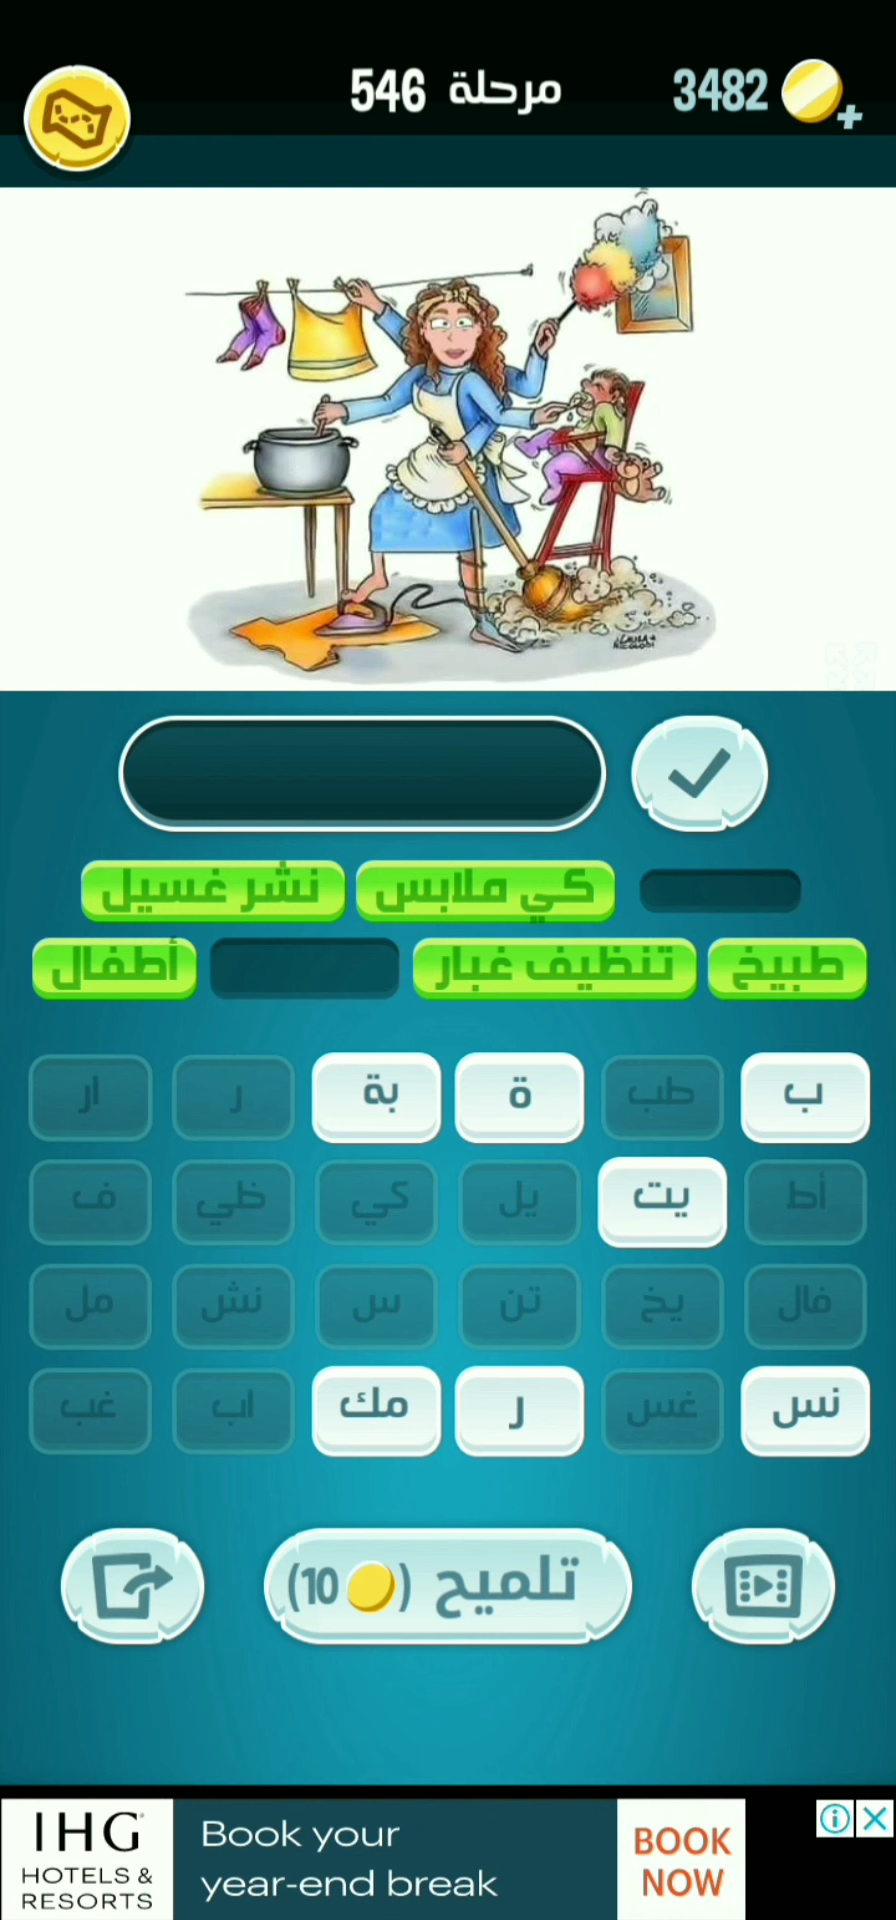 مرحلة 546
3482
LAURA
كي ملابس
نشر غسيل
طبيخ
تنظيف غبار
أطفال
ب
طب
ة
بة
ر
ار
أط
يت
يل
كي
ظي
ف
فال
يخ
تن
س
نش
مل
نس
غس
ر
مك
اب
غب
تلميح (10)
IHG
HOTELS &
RESORTS
Book your
year-end break
BOOK
NOW